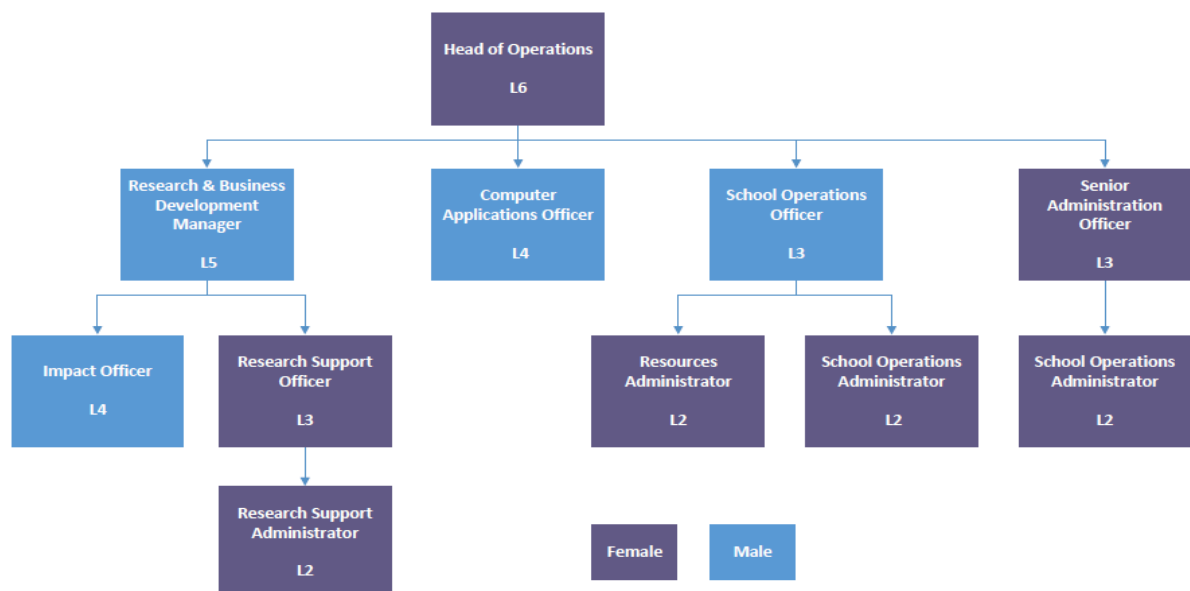 Head of Operations
L6
Research & Business
Development
Manager
L5
Computer
Applications Officer
L4
School Operations
Officer
L3
Senior
Administration
Officer
L3
Impact Officer
L4
Research Support
Officer
L3
Resources
Administrator
L2
School Operations
Administrator
L2
School Operations
Administrator
L2
Research Support
Administrator
L2
Female
Male